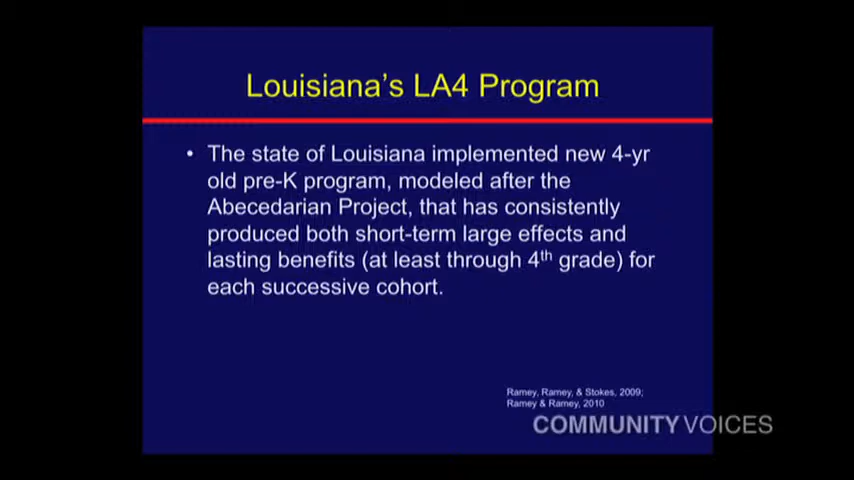 Louisiana's LA4 Program
• The state of Louisiana implemented new 4-yr
old pre-K program, modeled after the
Abecedarian Project, that has consistently
produced both short-term large effects and
lasting benefits (at least through 4th grade) for
each successive cohort.
Ramey, Ramey, & Stokes, 2009;
Ramey & Ramey, 2010
COMMUNITY VOICES